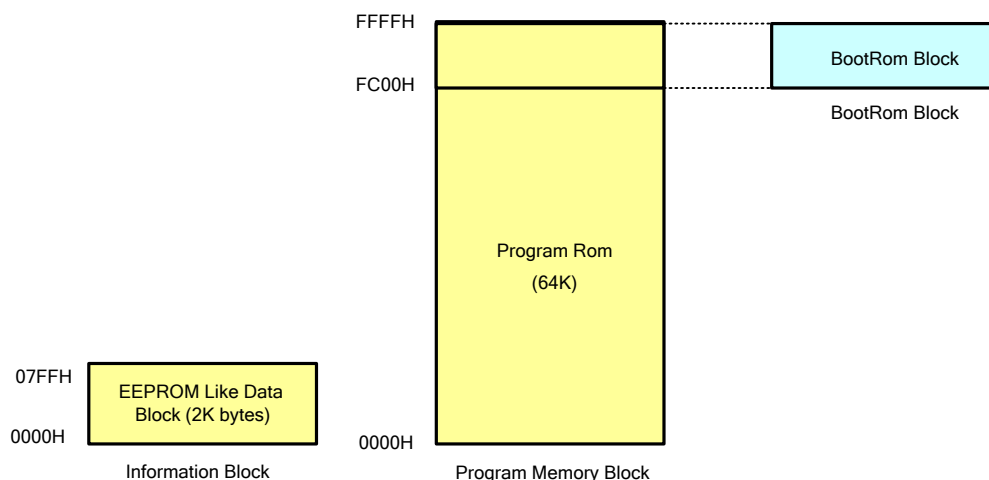 FFFFH
BootRom Block
FC00H
BootRom Block
Program Rom
(64K)
07FFH
EEPROM Like Data
Block (2K bytes)
0000H
0000H
Information Block
Program Memory Block